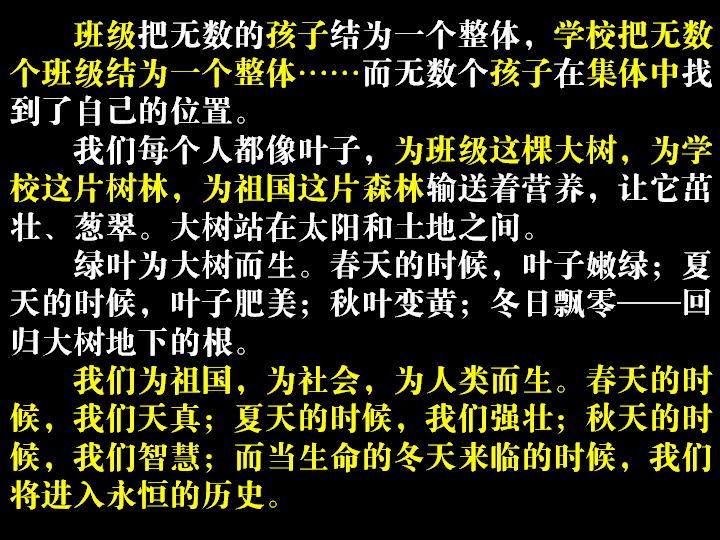 班级把无数的孩子结为一个整体，学校把无数
个班级结为一个整体……而无数个孩子在集体中找
到了自己的位置。
我们每个人都像叶子，为班级这棵大树，为学
校这片树林，为祖国这片森林输送着营养，让它茁
壮、葱翠。大树站在太阳和土地之间。
绿叶为大树而生。春天的时候，叶子嫩绿；夏
天的时候，叶子肥美；秋叶变黄；冬日飘零——回
归大树地下的根。
我们为祖国，为社会，为人类而生。春天的时
候，我们天真；夏天的时候，我们强壮；秋天的时
候，我们智慧；而当生命的冬天来临的时候，我们
将进入永恒的历史。